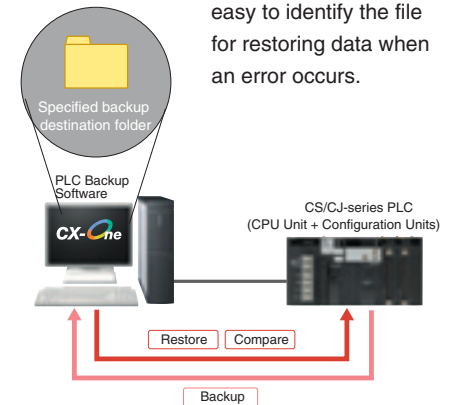 easy to identify the file
for restoring data when
an error occurs.
Specified backup
destination folder
PLC Backup
Software
CX-One
CS/CJ-series PLC
(CPU Unit + Configuration Units)
Restore
Compare
Backup